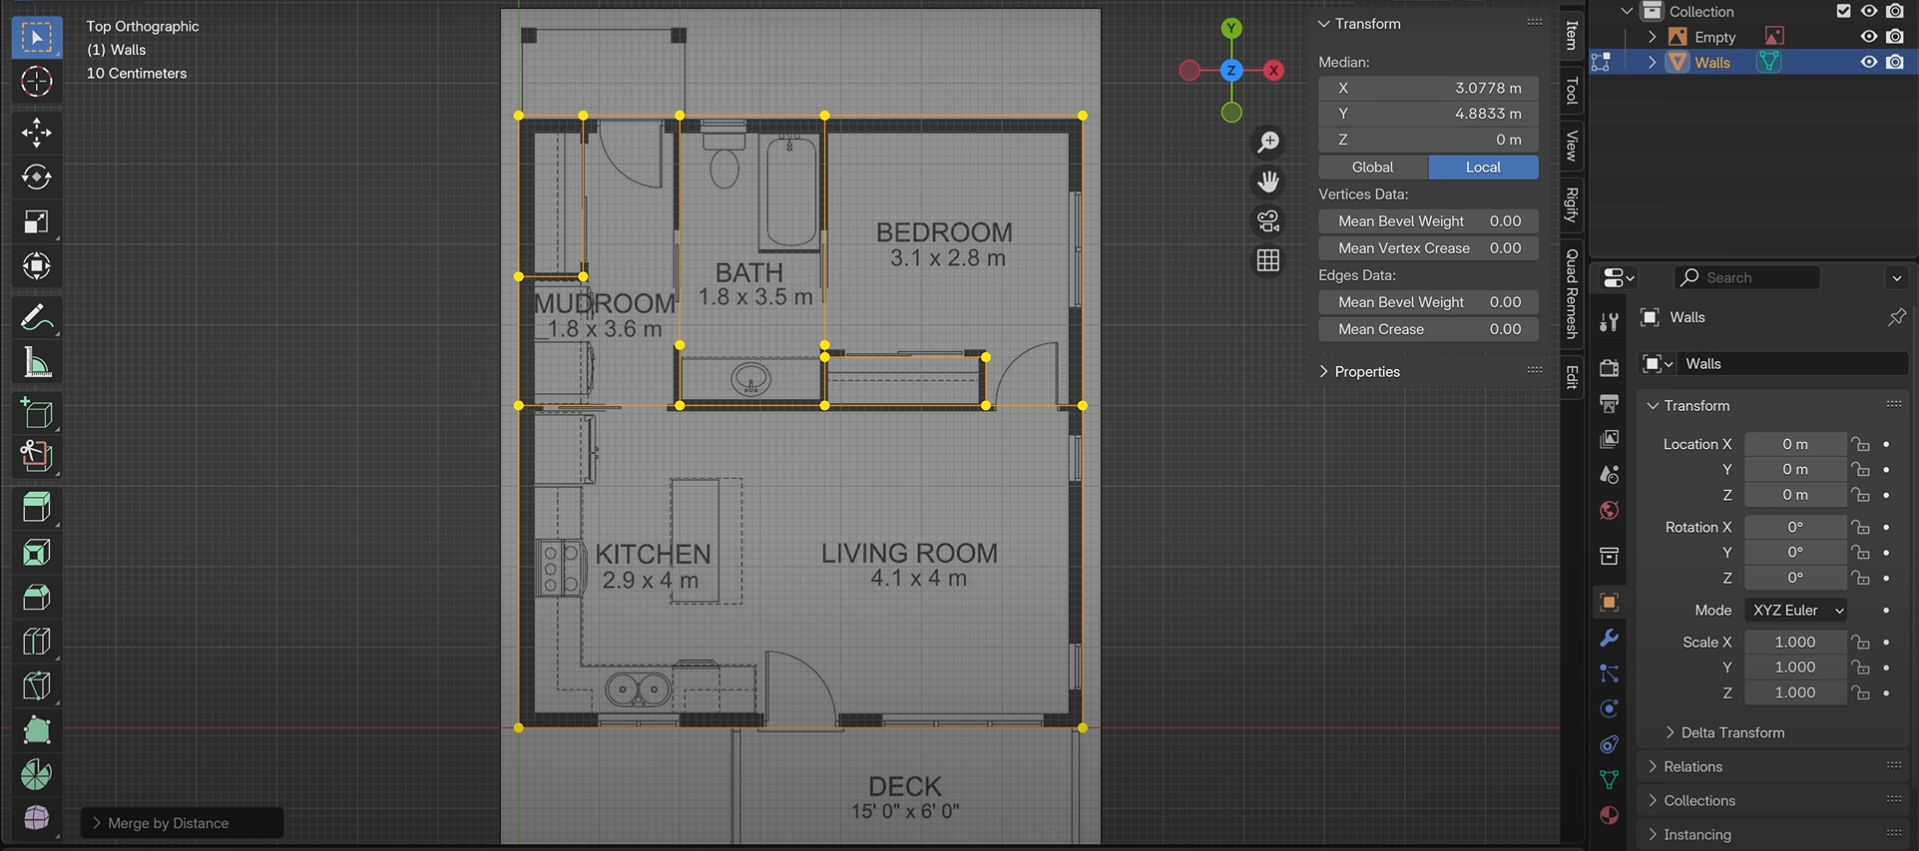 Top Orthographic
(1) Walls
10 Centimeters
Y
Z
X
MUDROOM
1.8 x 3.6 m
BATH
1.8 x 3.5 m
BEDROOM
3.1 x 2.8 m
KITCHEN
2.9 x 4 m
LIVING ROOM
4.1 x 4 m
DECK
15' 0" x 6' 0"
Merge by Distance
Transform
Median:
X 3.0778 m
Y 4.8833 m
Z 0 m
Global Local
Vertices Data:
Mean Bevel Weight 0.00
Mean Vertex Crease 0.00
Edges Data:
Mean Bevel Weight 0.00
Mean Crease 0.00
Properties
Item
Tool
View
Rigify
Quad Remesh
Edit
Collection
Empty
Walls
Search
Walls
Walls
Transform
Location X 0 m
Y 0 m
Z 0 m
Rotation X 0°
Y 0°
Z 0°
Mode XYZ Euler
Scale X 1.000
Y 1.000
Z 1.000
Delta Transform
Relations
Collections
Instancing